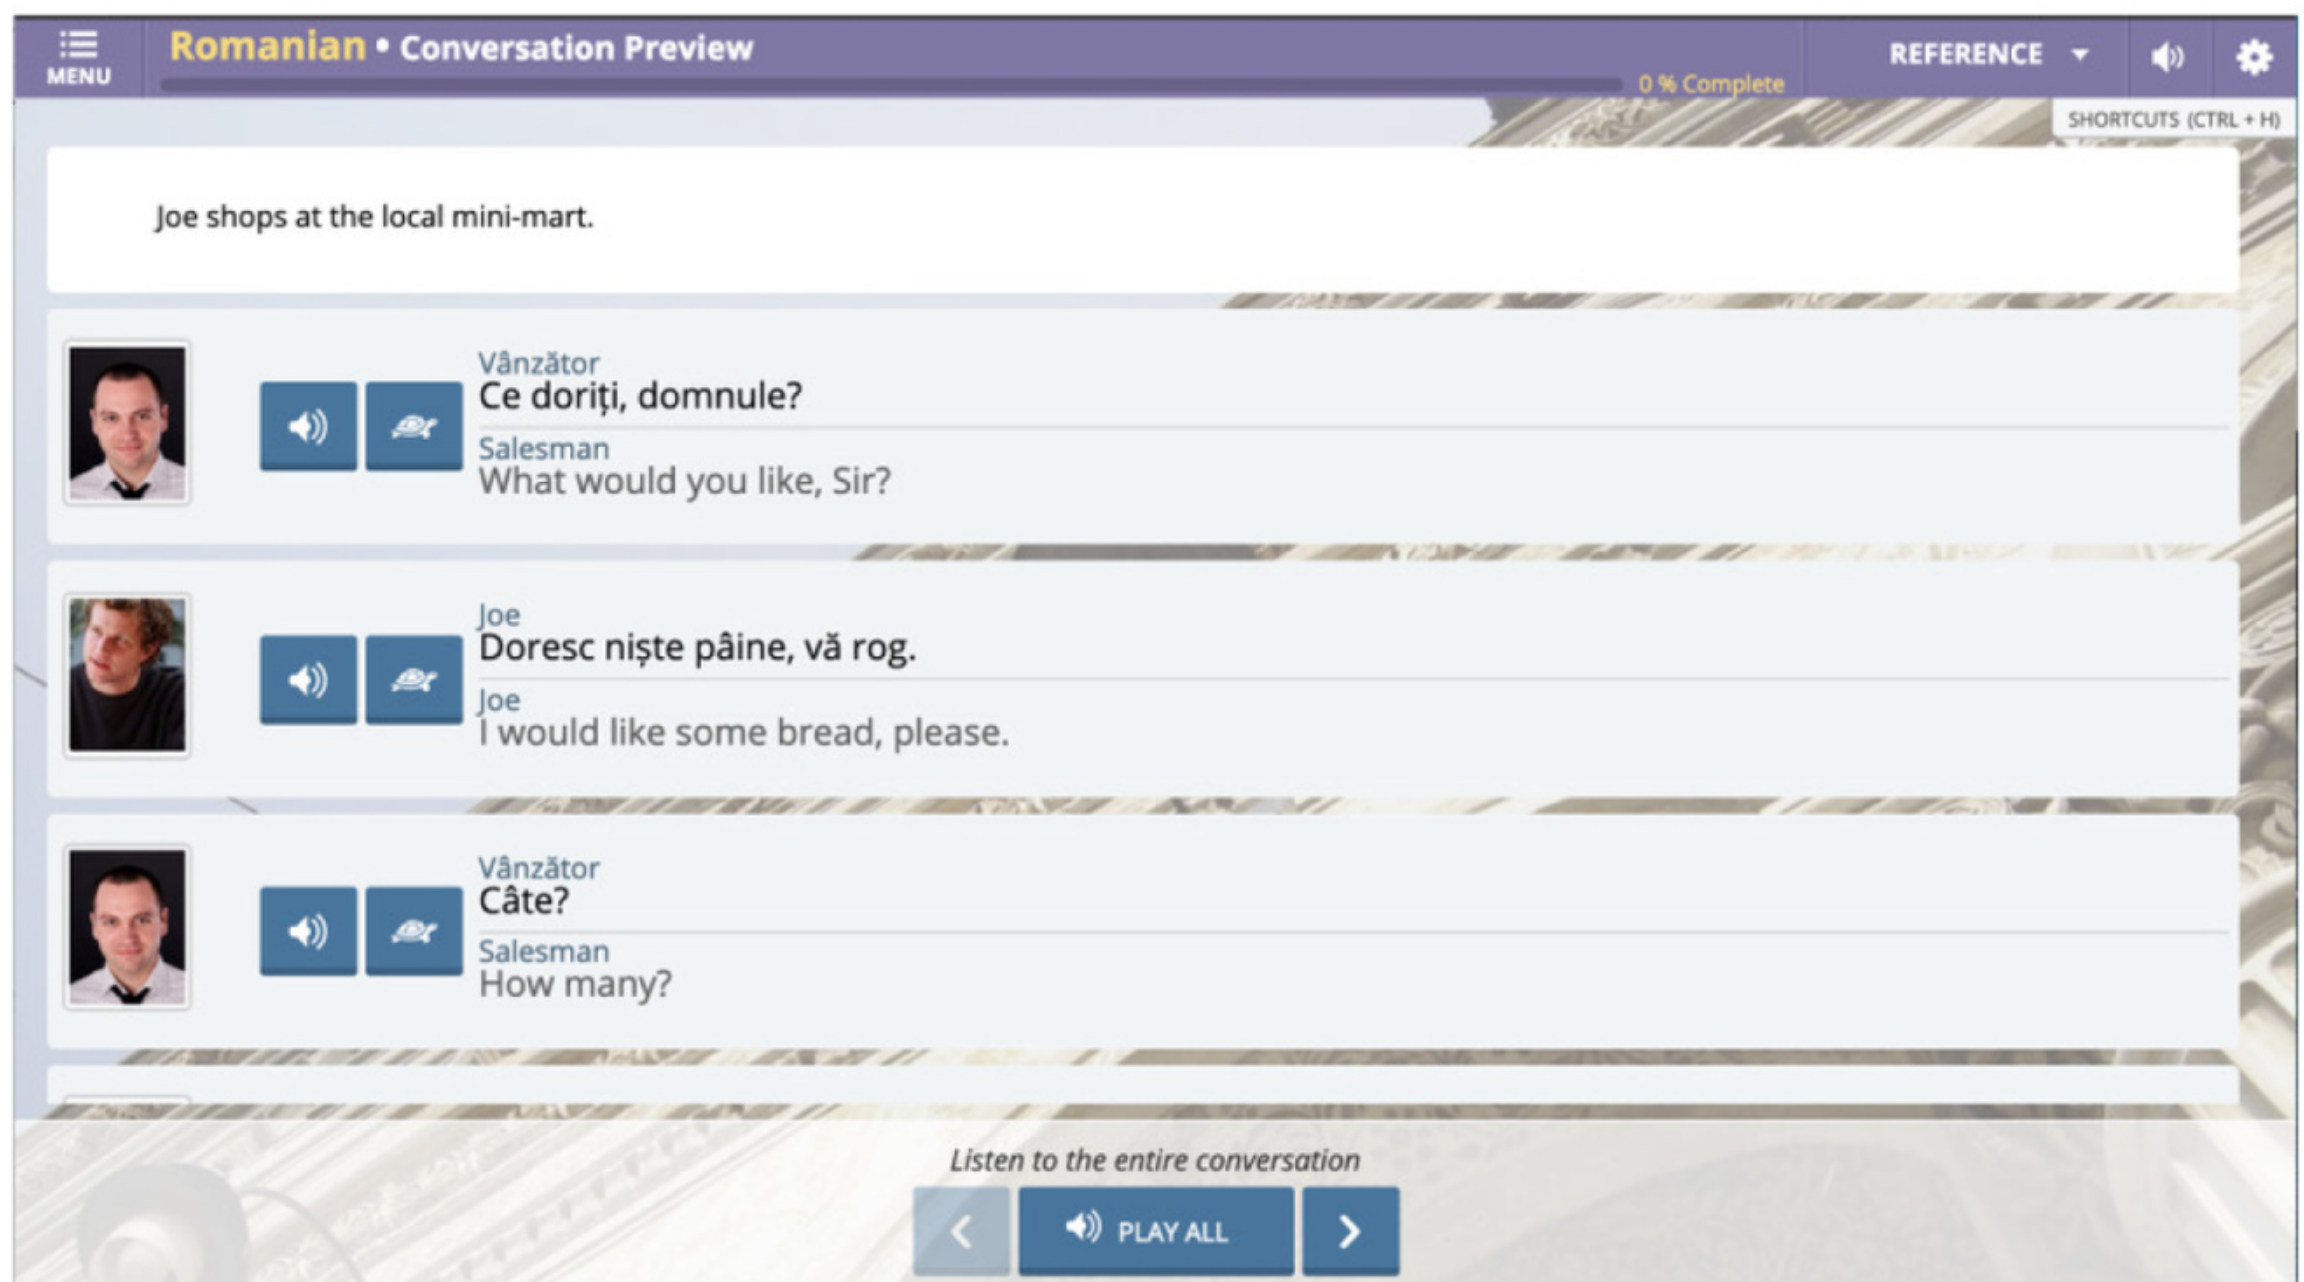 MENU
Romanian • Conversation Preview
0 % Complete
REFERENCE
SHORTCUTS (CTRL + H)
Joe shops at the local mini-mart.
Vânzător
Ce doriți, domnule?
Salesman
What would you like, Sir?
Joe
Doresc niște pâine, vă rog.
Joe
I would like some bread, please.
Vânzător
Câte?
Salesman
How many?
Listen to the entire conversation
PLAY ALL